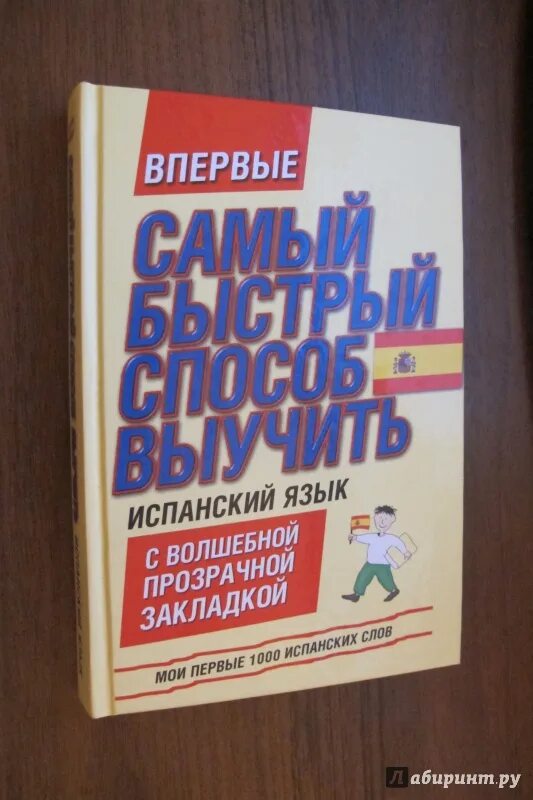 ВПЕРВЫЕ
САМЫЙ
БЫСТРЫЙ
СПОСОБ
ВЫУЧИТЬ
ИСПАНСКИЙ ЯЗЫК
С ВОЛШЕБНОЙ
ПРОЗРАЧНОЙ
ЗАКЛАДКОЙ
МОИ ПЕРВЫЕ 1000 ИСПАНСКИХ СЛОВ
Лабиринт.ру